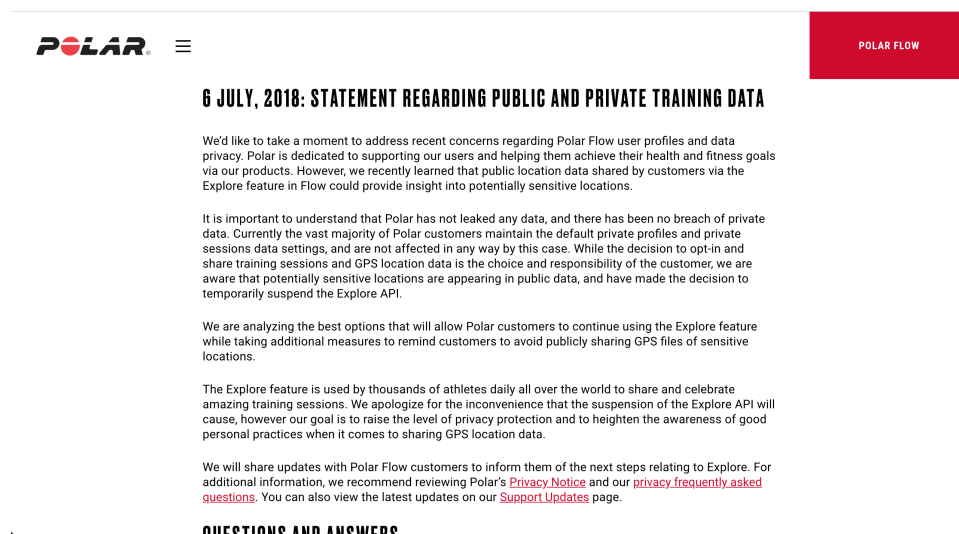 POLAR®
POLAR FLOW
6 JULY, 2018: STATEMENT REGARDING PUBLIC AND PRIVATE TRAINING DATA
We’d like to take a moment to address recent concerns regarding Polar Flow user profiles and data
privacy. Polar is dedicated to supporting our users and helping them achieve their health and fitness goals
via our products. However, we recently learned that public location data shared by customers via the
Explore feature in Flow could provide insight into potentially sensitive locations.
It is important to understand that Polar has not leaked any data, and there has been no breach of private
data. Currently the vast majority of Polar customers maintain the default private profiles and private
sessions data settings, and are not affected in any way by this case. While the decision to opt-in and
share training sessions and GPS location data is the choice and responsibility of the customer, we are
aware that potentially sensitive locations are appearing in public data, and have made the decision to
temporarily suspend the Explore API.
We are analyzing the best options that will allow Polar customers to continue using the Explore feature
while taking additional measures to remind customers to avoid publicly sharing GPS files of sensitive
locations.
The Explore feature is used by thousands of athletes daily all over the world to share and celebrate
amazing training sessions. We apologize for the inconvenience that the suspension of the Explore API will
cause, however our goal is to raise the level of privacy protection and to heighten the awareness of good
personal practices when it comes to sharing GPS location data.
We will share updates with Polar Flow customers to inform them of the next steps relating to Explore. For
additional information, we recommend reviewing Polar’s Privacy Notice and our privacy frequently asked
questions. You can also view the latest updates on our Support Updates page.
QUESTIONS AND ANSWERS